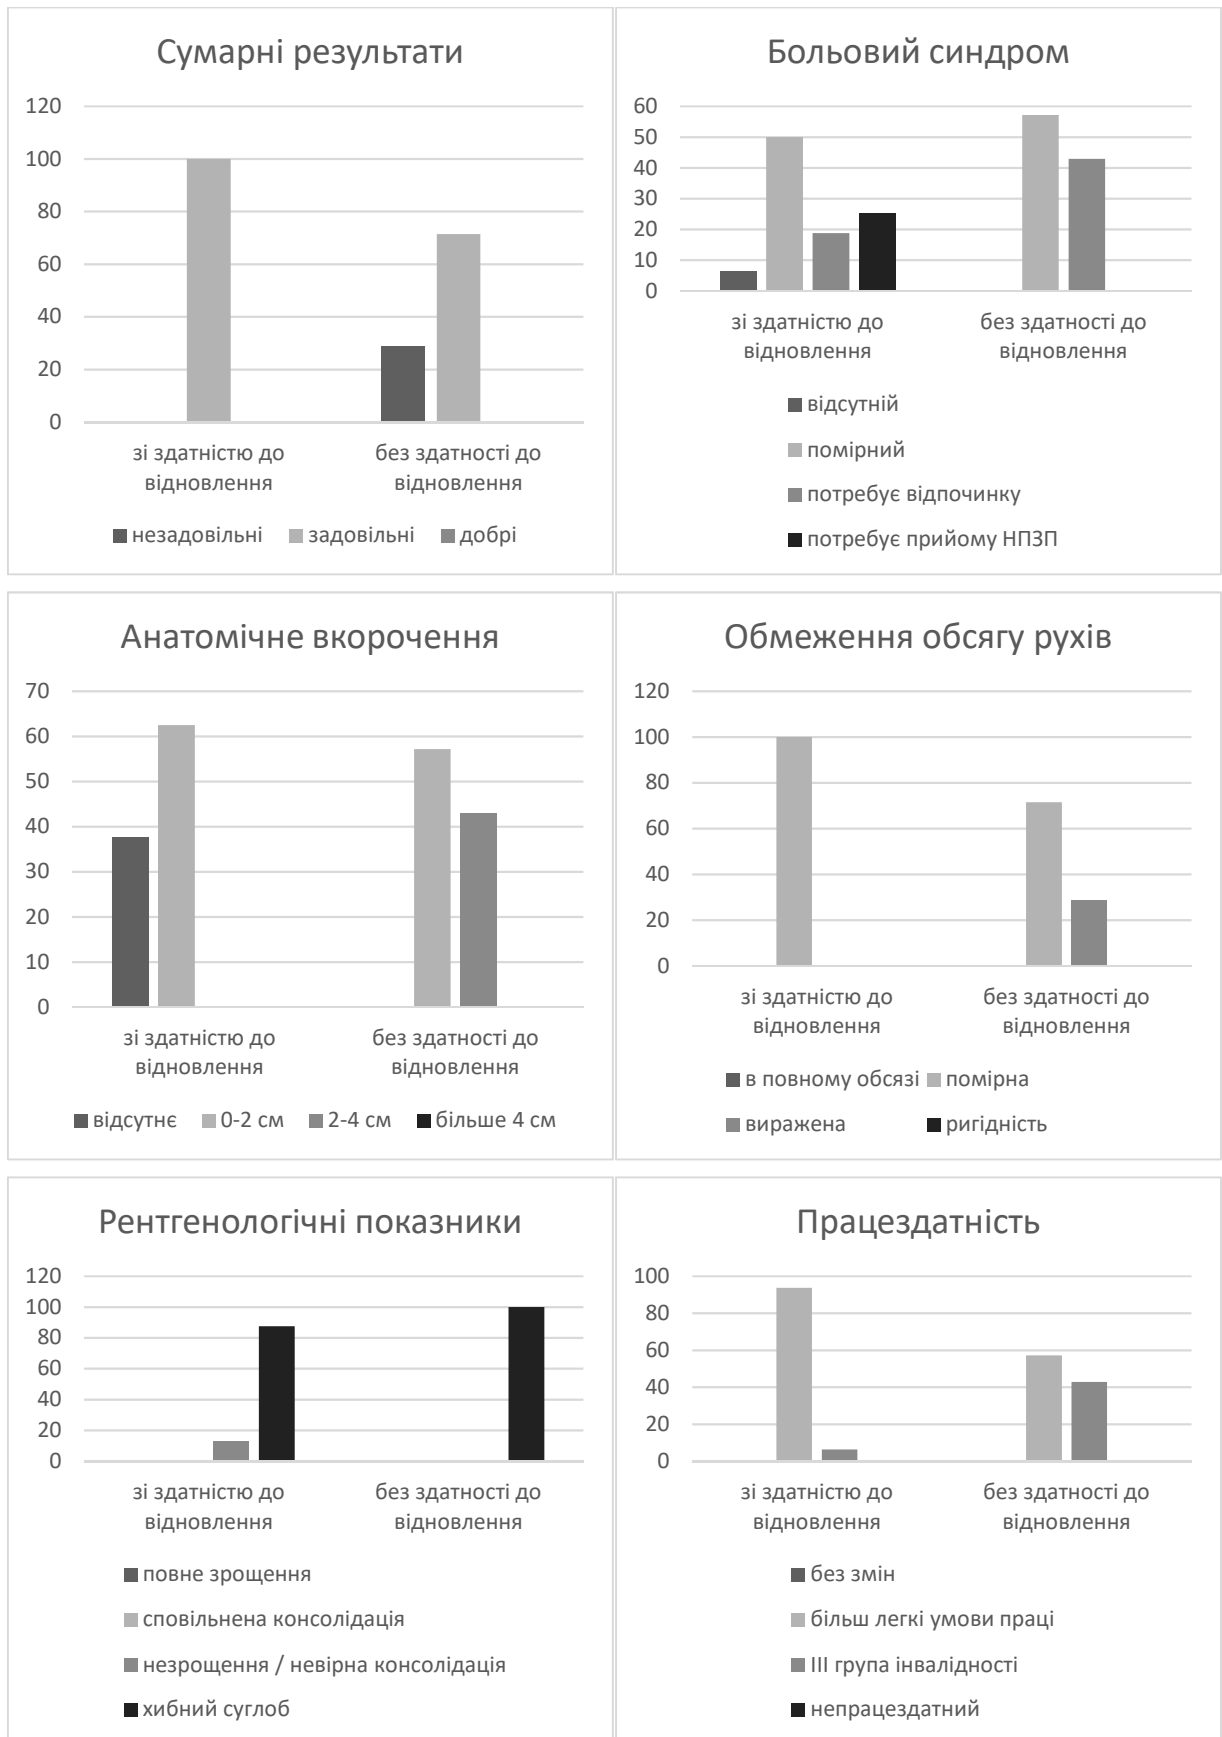 Сумарні результати
120
100
80
60
40
20
0
зі здатністю до
відновлення
без здатності до
відновлення
незадовільні задовільні добрі
Больовий синдром
60
50
40
30
20
10
0
зі здатністю до
відновлення
без здатності до
відновлення
відсутній
помірний
потребує відпочинку
потребує прийому НПЗП
Анатомічне вкорочення
70
60
50
40
30
20
10
0
зі здатністю до
відновлення
без здатності до
відновлення
відсутнє 0-2 см 2-4 см більше 4 см
Обмеження обсягу рухів
120
100
80
60
40
20
0
зі здатністю до
відновлення
без здатності до
відновлення
в повному обсязі помірна
виражена ригідність
Рентгенологічні показники
120
100
80
60
40
20
0
зі здатністю до
відновлення
без здатності до
відновлення
повне зрощення
сповільнена консолідація
незрощення / невірна консолідація
хибний суглоб
Працездатність
100
80
60
40
20
0
зі здатністю до
відновлення
без здатності до
відновлення
без змін
більш легкі умови праці
ІІІ група інвалідності
непрацездатний